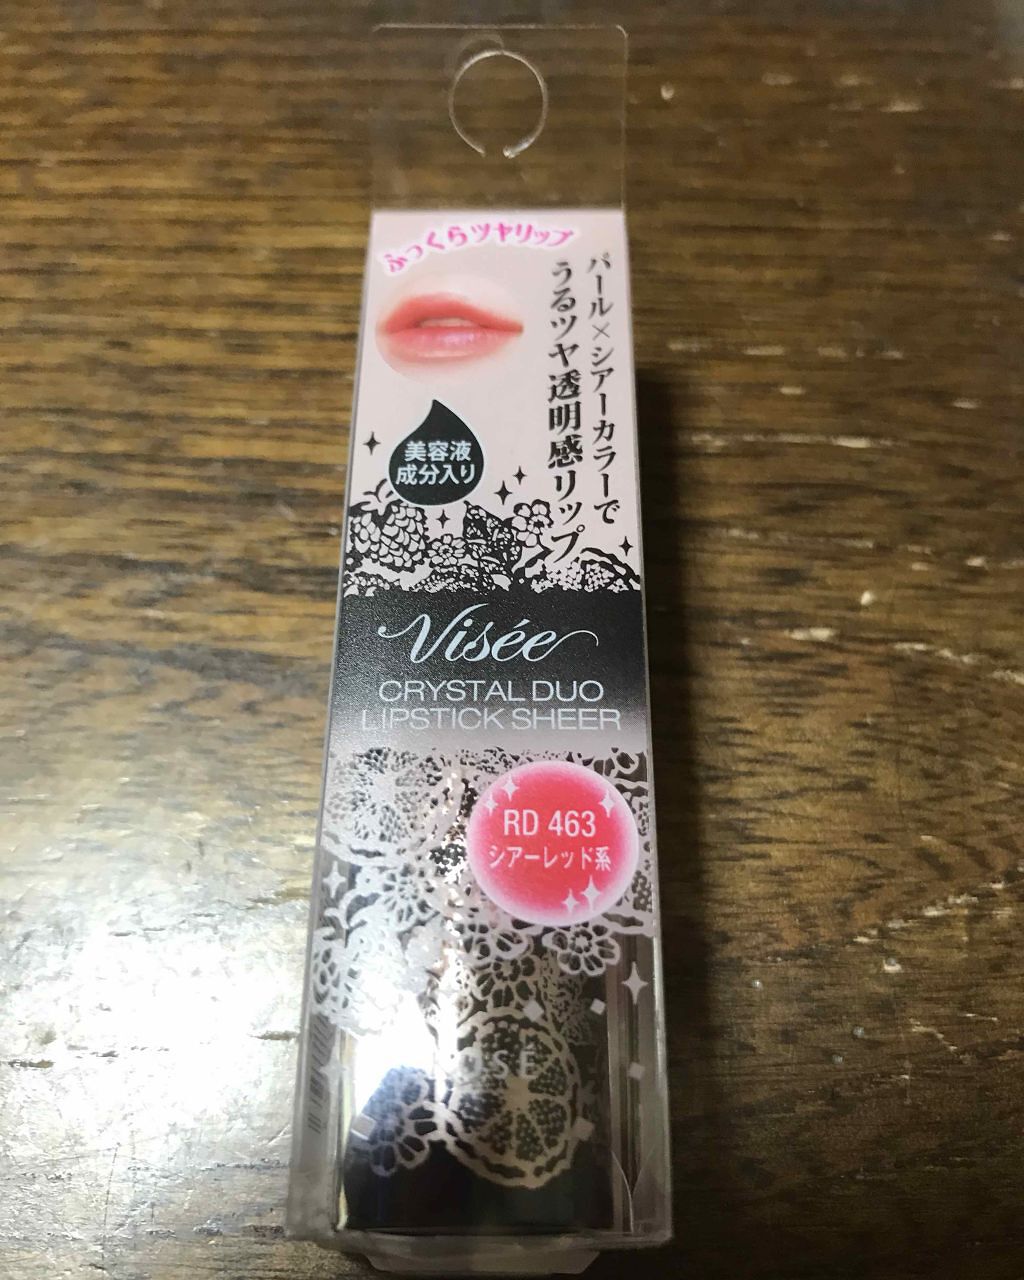 ふっくらツヤリップ
パール×シアーカラーで
うるツヤ透明感リップ
美容液
成分入り
Visée
CRYSTAL DUO
LIPSTICK SHEER
RD 463
シアーレッド系
OSE